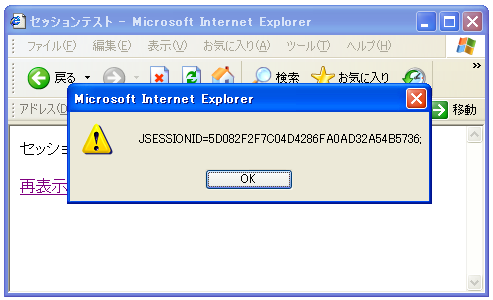 セッションテスト - Microsoft Internet Explorer
ファイル(F) 編集(E) 表示(V) お気に入り(A) ツール(T) ヘルプ(H)
戻る 検索 お気に入り
アドレス(D 移動
Microsoft Internet Explorer
JSESSIONID=5D082F2F7C04D4286FA0AD32A54B5736;
OK
セッシ
再表示